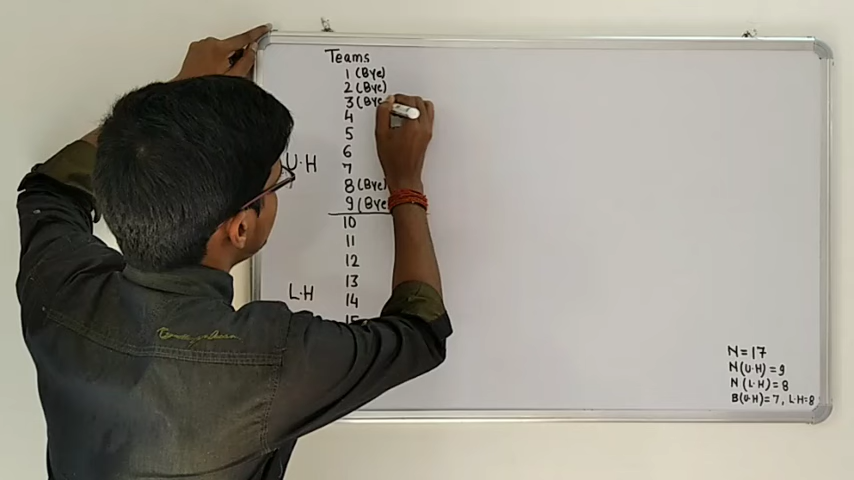 Teams
1 (Bye)
2 (Bye)
3 (Bye
4
5
6
U.H 7
8 (Bye)
9 (Bye
10
11
12
13
L.H 14
15
N = 17
N(U.H) = 9
N(L.H) = 8
B(U.H) = 7, L.H = 8